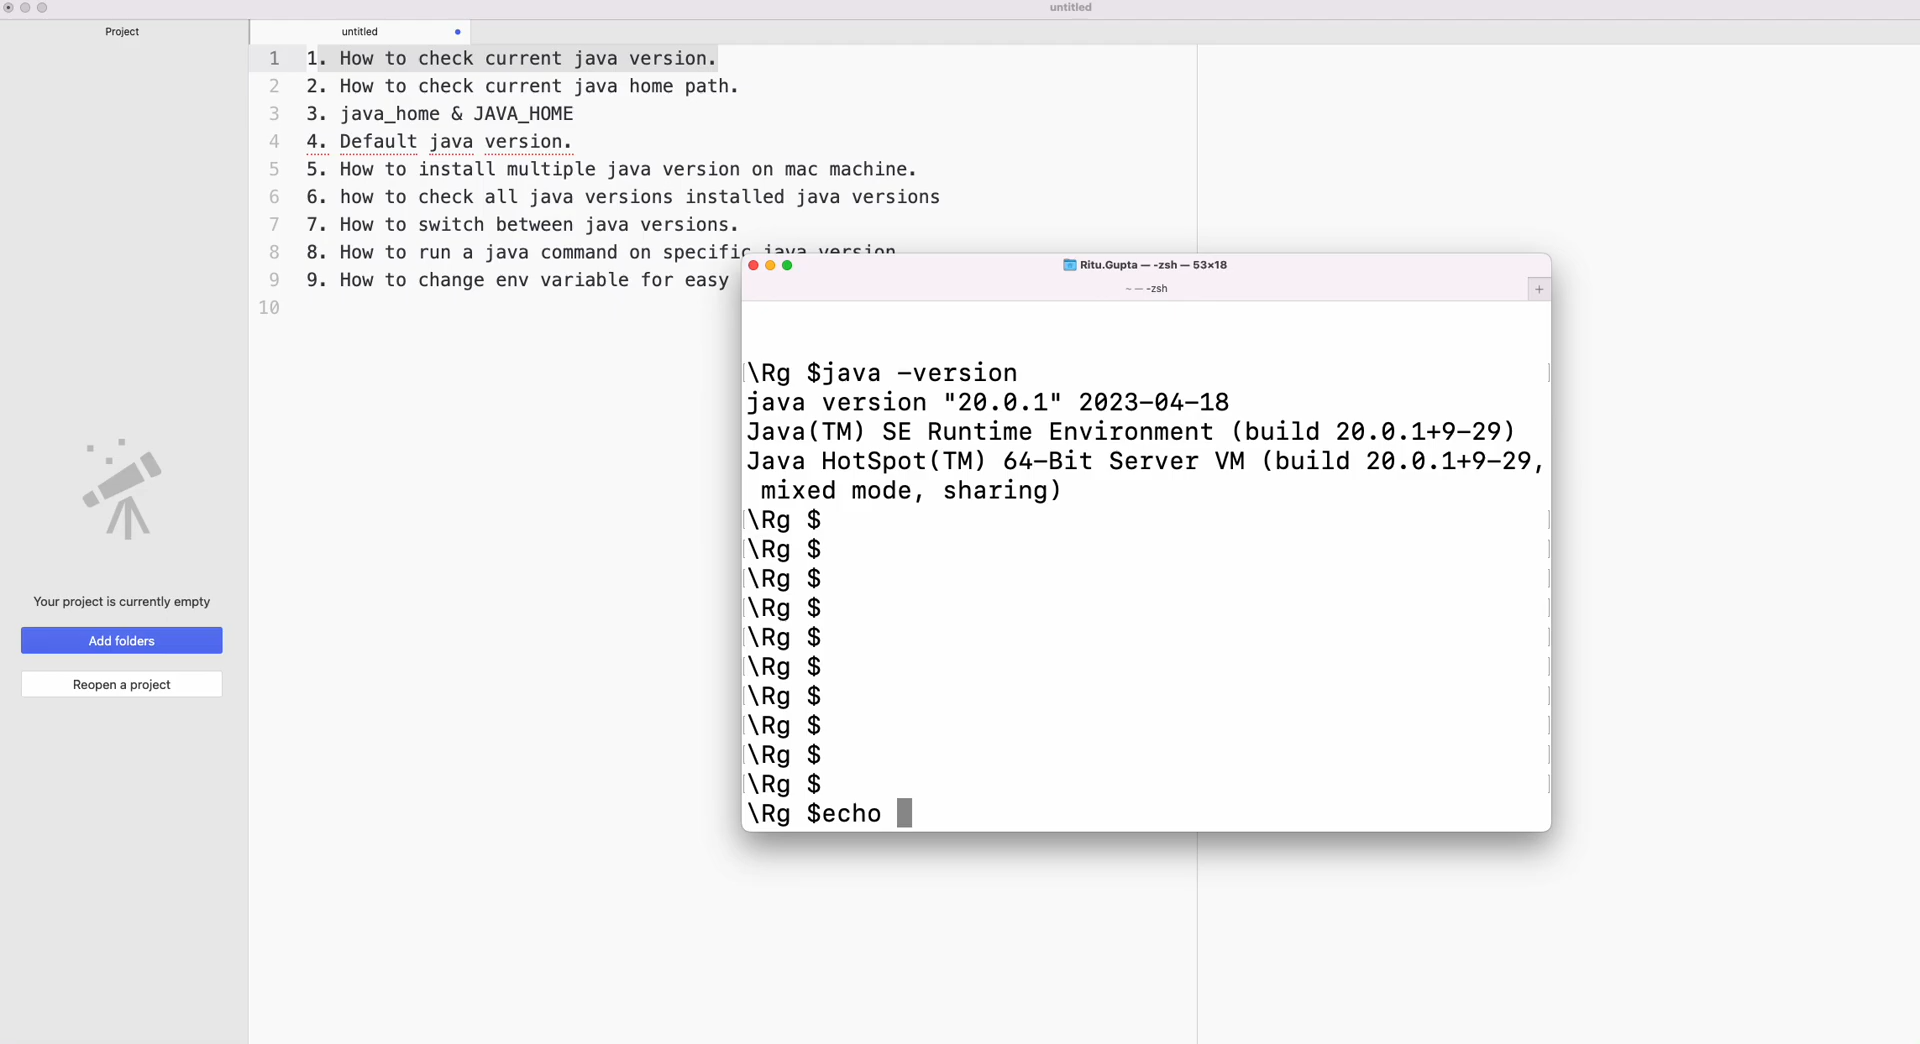 untitled
Project
untitled
1 1. How to check current java version.
2 2. How to check current java home path.
3 3. java_home & JAVA_HOME
4 4. Default java version.
5 5. How to install multiple java version on mac machine.
6 6. how to check all java versions installed java versions
7 7. How to switch between java versions.
8 8. How to run a java command on specific java version
9 9. How to change env variable for easy
10
Your project is currently empty
Add folders
Reopen a project
Ritu.Gupta — -zsh — 53×18
~ — -zsh
+
\Rg $java -version
java version "20.0.1" 2023-04-18
Java(TM) SE Runtime Environment (build 20.0.1+9-29)
Java HotSpot(TM) 64-Bit Server VM (build 20.0.1+9-29,
mixed mode, sharing)
\Rg $
\Rg $
\Rg $
\Rg $
\Rg $
\Rg $
\Rg $
\Rg $
\Rg $
\Rg $
\Rg $echo